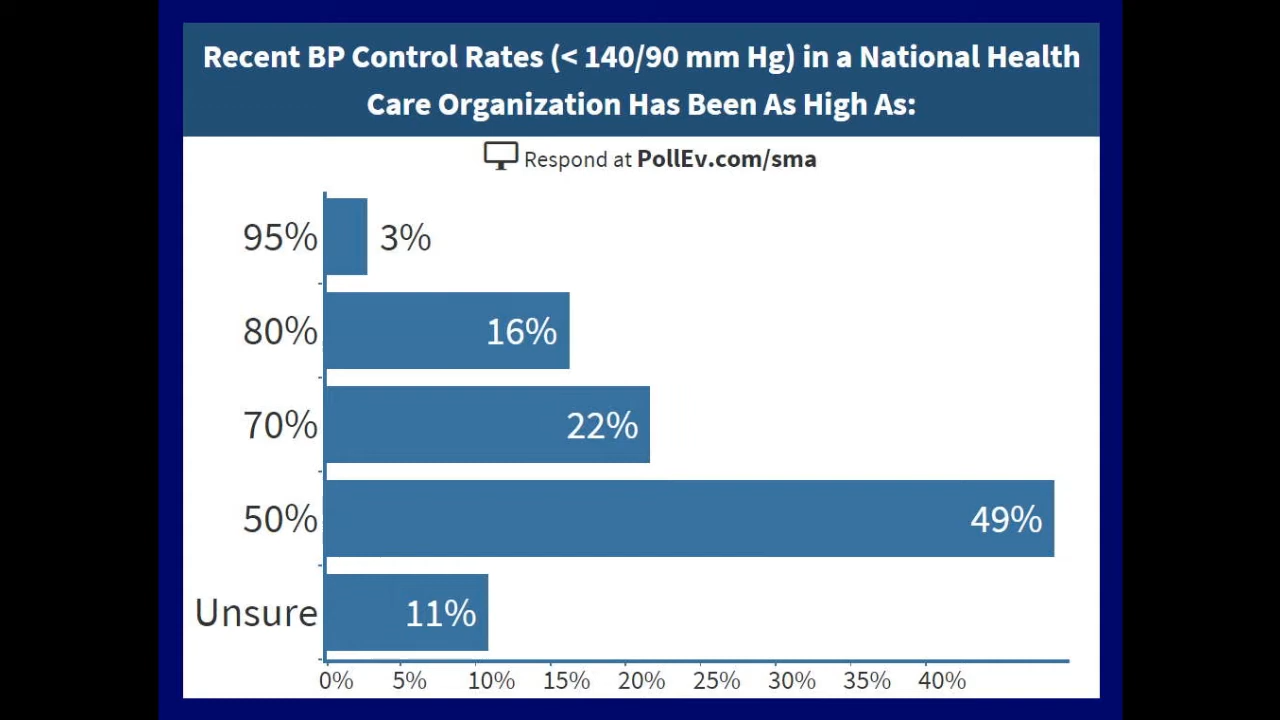 Recent BP Control Rates (< 140/90 mm Hg) in a National Health
Care Organization Has Been As High As:
Respond at PollEv.com/sma
95% 3%
80% 16%
70% 22%
50% 49%
Unsure 11%
0% 5% 10% 15% 20% 25% 30% 35% 40%